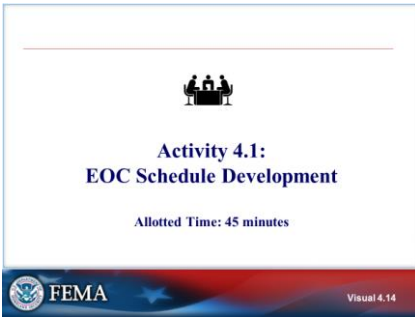 Activity 4.1:
EOC Schedule Development
Allotted Time: 45 minutes
FEMA
Visual 4.14